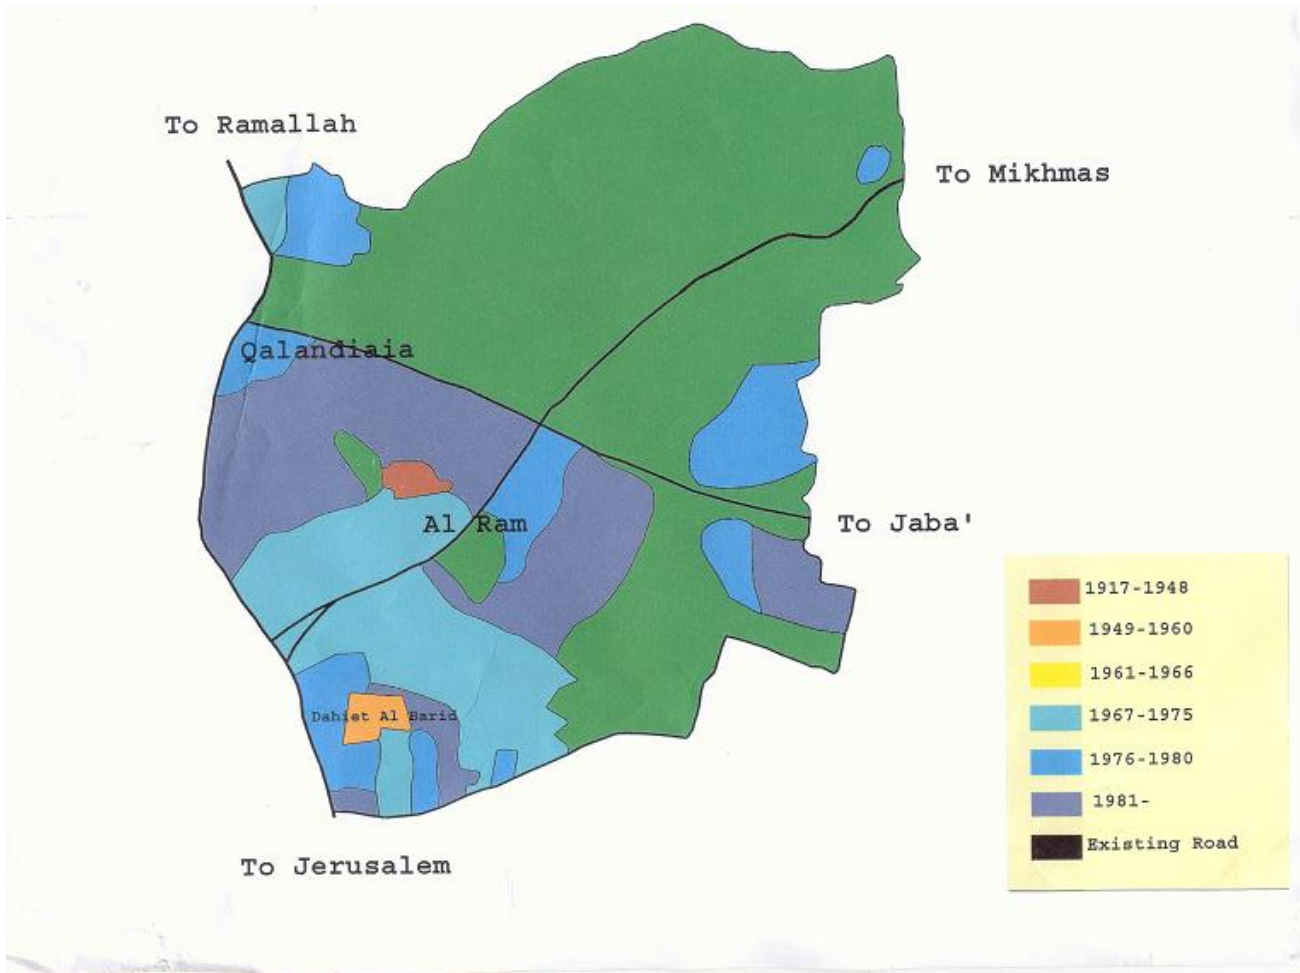 To Ramallah
To Mikhmas
Qalandiaia
Al Ram
To Jaba'
Dahiet Al Barid
To Jerusalem
1917-1948
1949-1960
1961-1966
1967-1975
1976-1980
1981-
Existing Road